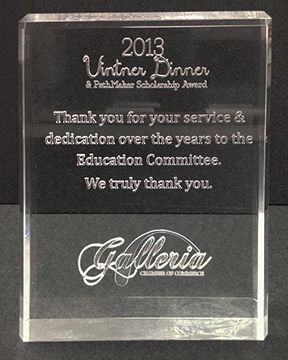 2013
Vintner Dinner
& PathMaker Scholarship Award
Thank you for your service &
dedication over the years to the
Education Committee.
We truly thank you.
Galleria
CHAMBER OF COMMERCE